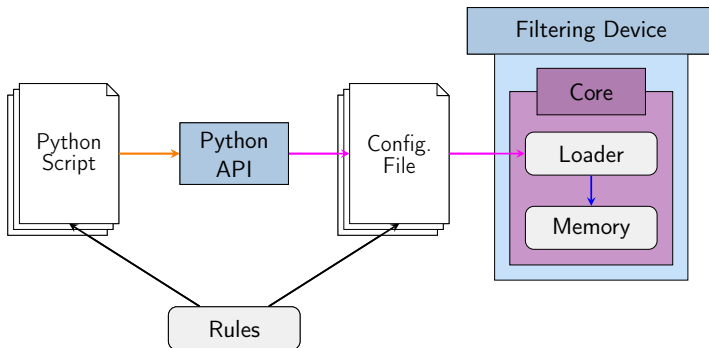 Filtering Device
Core
Python
Script
Python
API
Config.
File
Loader
Memory
Rules